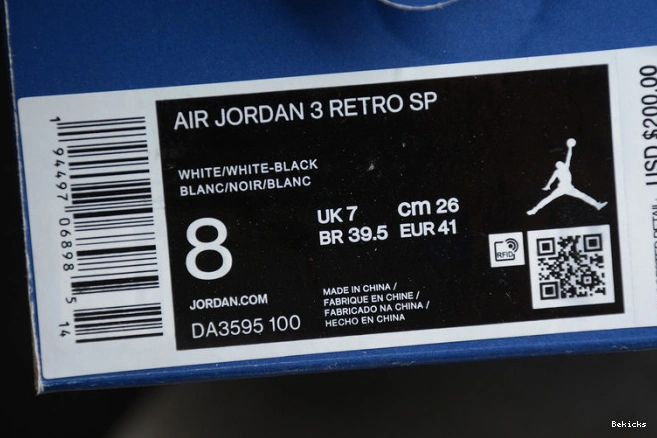 AIR JORDAN 3 RETRO SP
WHITE/WHITE-BLACK
BLANC/NOIR/BLANC
8
UK 7 cm 26
BR 39.5 EUR 41
RFID
JORDAN.COM
DA3595 100
MADE IN CHINA /
FABRIQUE EN CHINE /
FABRICADO NA CHINA /
HECHO EN CHINA
1 94497 06898 5 14
USD $200.00
Bekicks